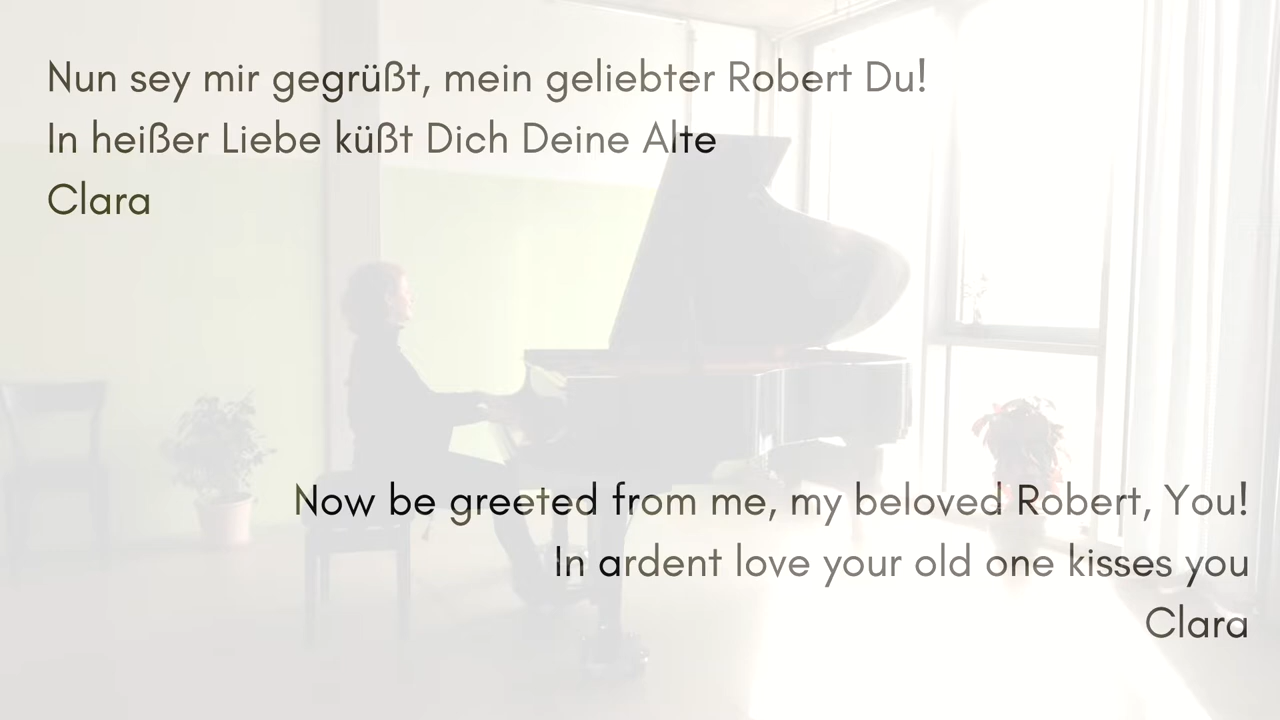 Nun sey mir gegrüßt, mein geliebter Robert Du!
In heißer Liebe küßt Dich Deine Alte
Clara
Now be greeted from me, my beloved Robert, You!
In ardent love your old one kisses you
Clara